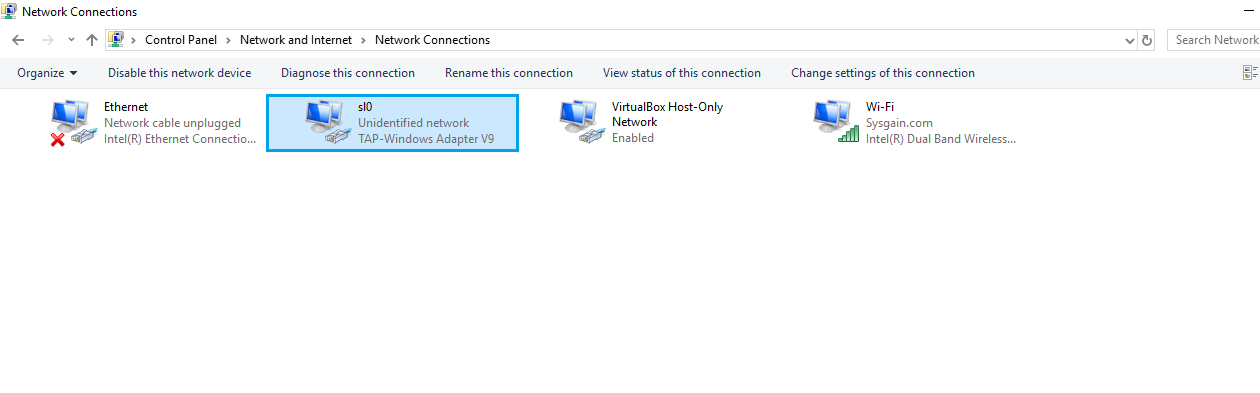 Network Connections
Control Panel > Network and Internet > Network Connections
Search Network
Organize Disable this network device Diagnose this connection Rename this connection View status of this connection Change settings of this connection
Ethernet
Network cable unplugged
Intel(R) Ethernet Connectio...
sl0
Unidentified network
TAP-Windows Adapter V9
VirtualBox Host-Only
Network
Enabled
Wi-Fi
Sysgain.com
Intel(R) Dual Band Wireless...